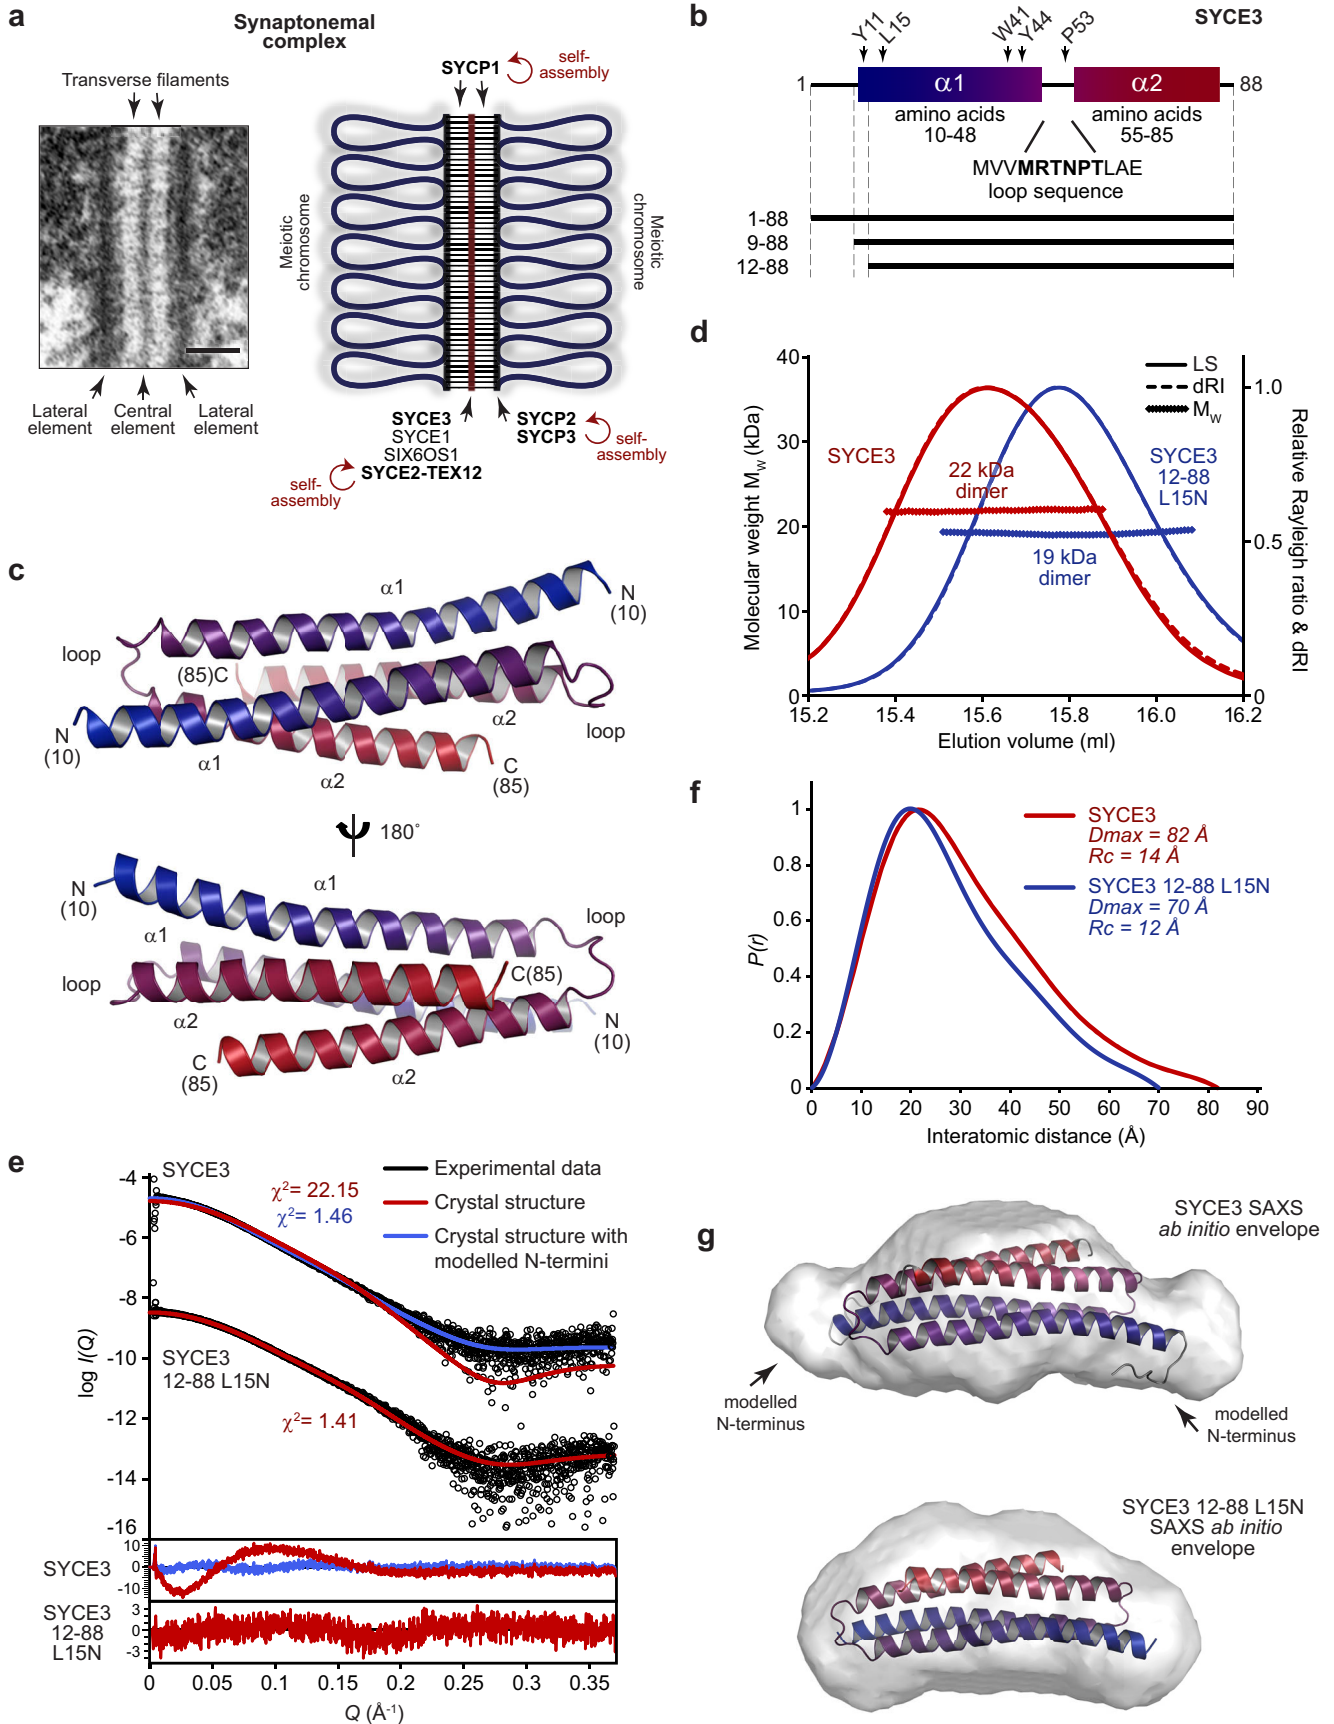 a
Synaptonemal
complex
Transverse filaments
SYCP1
self-
assembly
Meiotic
chromosome
Meiotic
chromosome
Lateral
element
Central
element
Lateral
element
SYCE3
SYCE1
SIX6OS1
SYCE2-TEX12
self-
assembly
SYCP2
SYCP3
self-
assembly
b
SYCE3
Y11
L15
W41
Y44
P53
1
α1
α2
88
amino acids
10-48
amino acids
55-85
MVVMRTNPTLAE
loop sequence
1-88
9-88
12-88
c
α1
N
(10)
loop
(85)C
α2
loop
N
(10)
α1
α2
C
(85)
180°
α1
N
(10)
loop
α1
C(85)
loop
α2
N
(10)
C
(85)
α2
d
40
30
20
10
0
Molecular weight Mw (kDa)
LS
dRI
Mw
1.0
0.5
0
Relative Rayleigh ratio & dRI
SYCE3
22 kDa
dimer
SYCE3
12-88
L15N
19 kDa
dimer
15.2 15.4 15.6 15.8 16.0 16.2
Elution volume (ml)
e
SYCE3
Experimental data
Crystal structure
Crystal structure with
modelled N-termini
χ²= 22.15
χ²= 1.46
-4
-6
-8
-10
-12
-14
-16
log I(Q)
SYCE3
12-88 L15N
χ²= 1.41
SYCE3
10
0
-10
SYCE3
12-88
L15N
3
0
-3
0 0.05 0.1 0.15 0.2 0.25 0.3 0.35
Q (Å-1)
f
1
0.8
0.6
0.4
0.2
0
P(r)
SYCE3
Dmax = 82 Å
Rc = 14 Å
SYCE3 12-88 L15N
Dmax = 70 Å
Rc = 12 Å
0 10 20 30 40 50 60 70 80 90
Interatomic distance (Å)
g
SYCE3 SAXS
ab initio envelope
modelled
N-terminus
modelled
N-terminus
SYCE3 12-88 L15N
SAXS ab initio
envelope